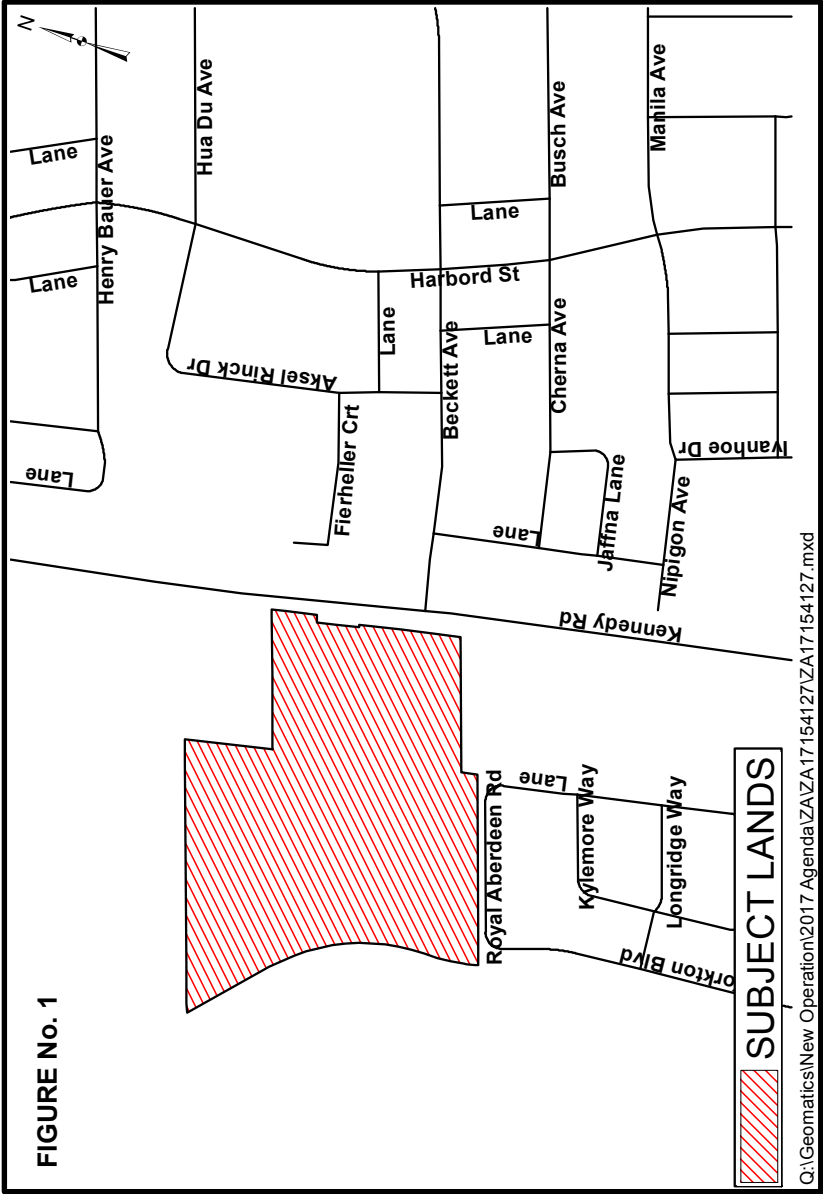 FIGURE No. 1
N
Lane
Lane
Henry Bauer Ave
Lane
Hua Du Ave
Aksel Rinck Dr
Lane
Fierheller Crt
Harbord St
Lane
Beckett Ave
Lane
Busch Ave
Cherna Ave
Lane
Jaffna Lane
Manila Ave
Ivanhoe Dr
Nipigon Ave
Kennedy Rd
Royal Aberdeen Rd
Lane
Kylemore Way
Longridge Way
orkton Blvd
SUBJECT LANDS
Q:\Geomatics\New Operation\2017 Agenda\ZA\ZA17154127\ZA17154127.mxd